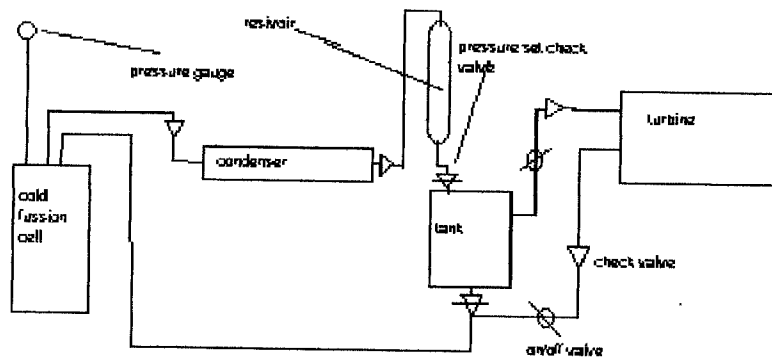 resivoir
pressure set check
valve
pressure gauge
turbine
condenser
cold
fussion
cell
tank
check valve
on/off valve